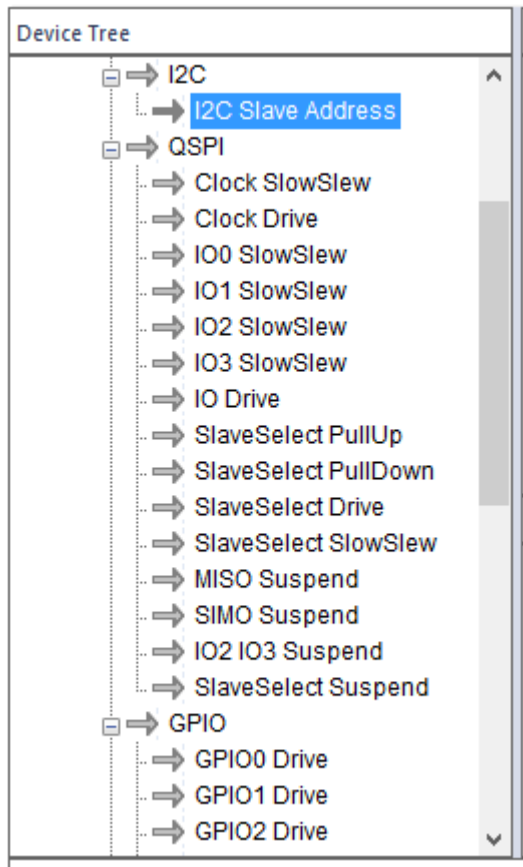 Device Tree
I2C
I2C Slave Address
QSPI
Clock SlowSlew
Clock Drive
IO0 SlowSlew
IO1 SlowSlew
IO2 SlowSlew
IO3 SlowSlew
IO Drive
SlaveSelect PullUp
SlaveSelect PullDown
SlaveSelect Drive
SlaveSelect SlowSlew
MISO Suspend
SIMO Suspend
IO2 IO3 Suspend
SlaveSelect Suspend
GPIO
GPIO0 Drive
GPIO1 Drive
GPIO2 Drive